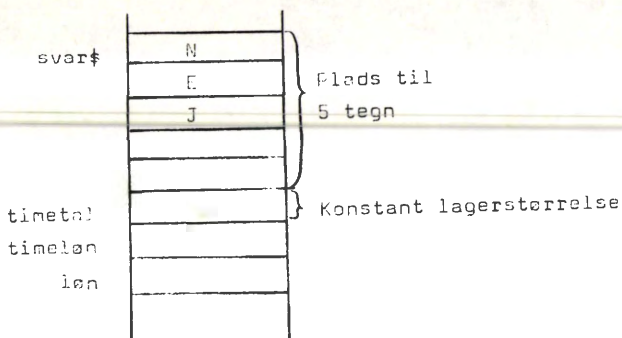 svar$
N
E
J
Plads til
5 tegn
timetal
timeløn
løn
Konstant lagerstørrelse